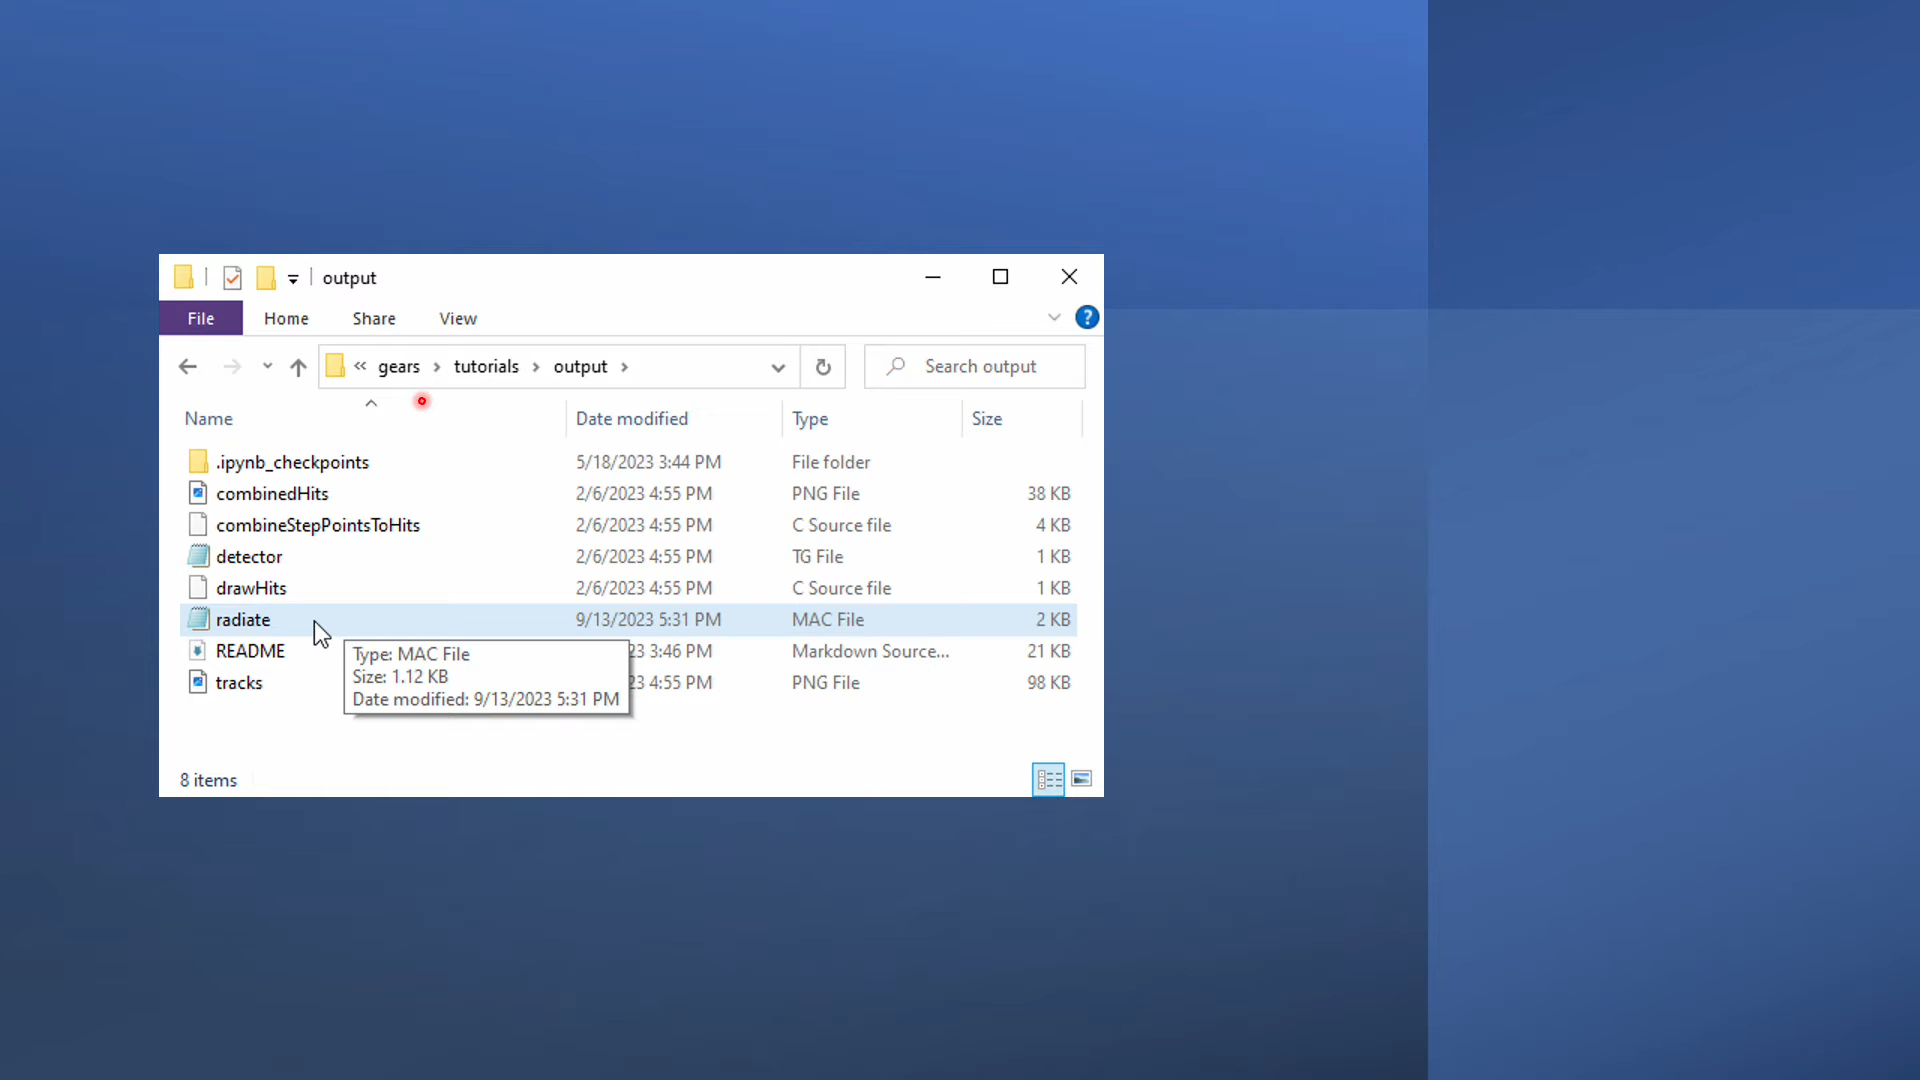 output
File Home Share View
« gears › tutorials › output ›
Search output
Name Date modified Type Size
.ipynb_checkpoints 5/18/2023 3:44 PM File folder
combinedHits 2/6/2023 4:55 PM PNG File 38 KB
combineStepPointsToHits 2/6/2023 4:55 PM C Source file 4 KB
detector 2/6/2023 4:55 PM TG File 1 KB
drawHits 2/6/2023 4:55 PM C Source file 1 KB
radiate 9/13/2023 5:31 PM MAC File 2 KB
README 23 3:46 PM Markdown Source... 21 KB
tracks 23 4:55 PM PNG File 98 KB
Type: MAC File
Size: 1.12 KB
Date modified: 9/13/2023 5:31 PM
8 items